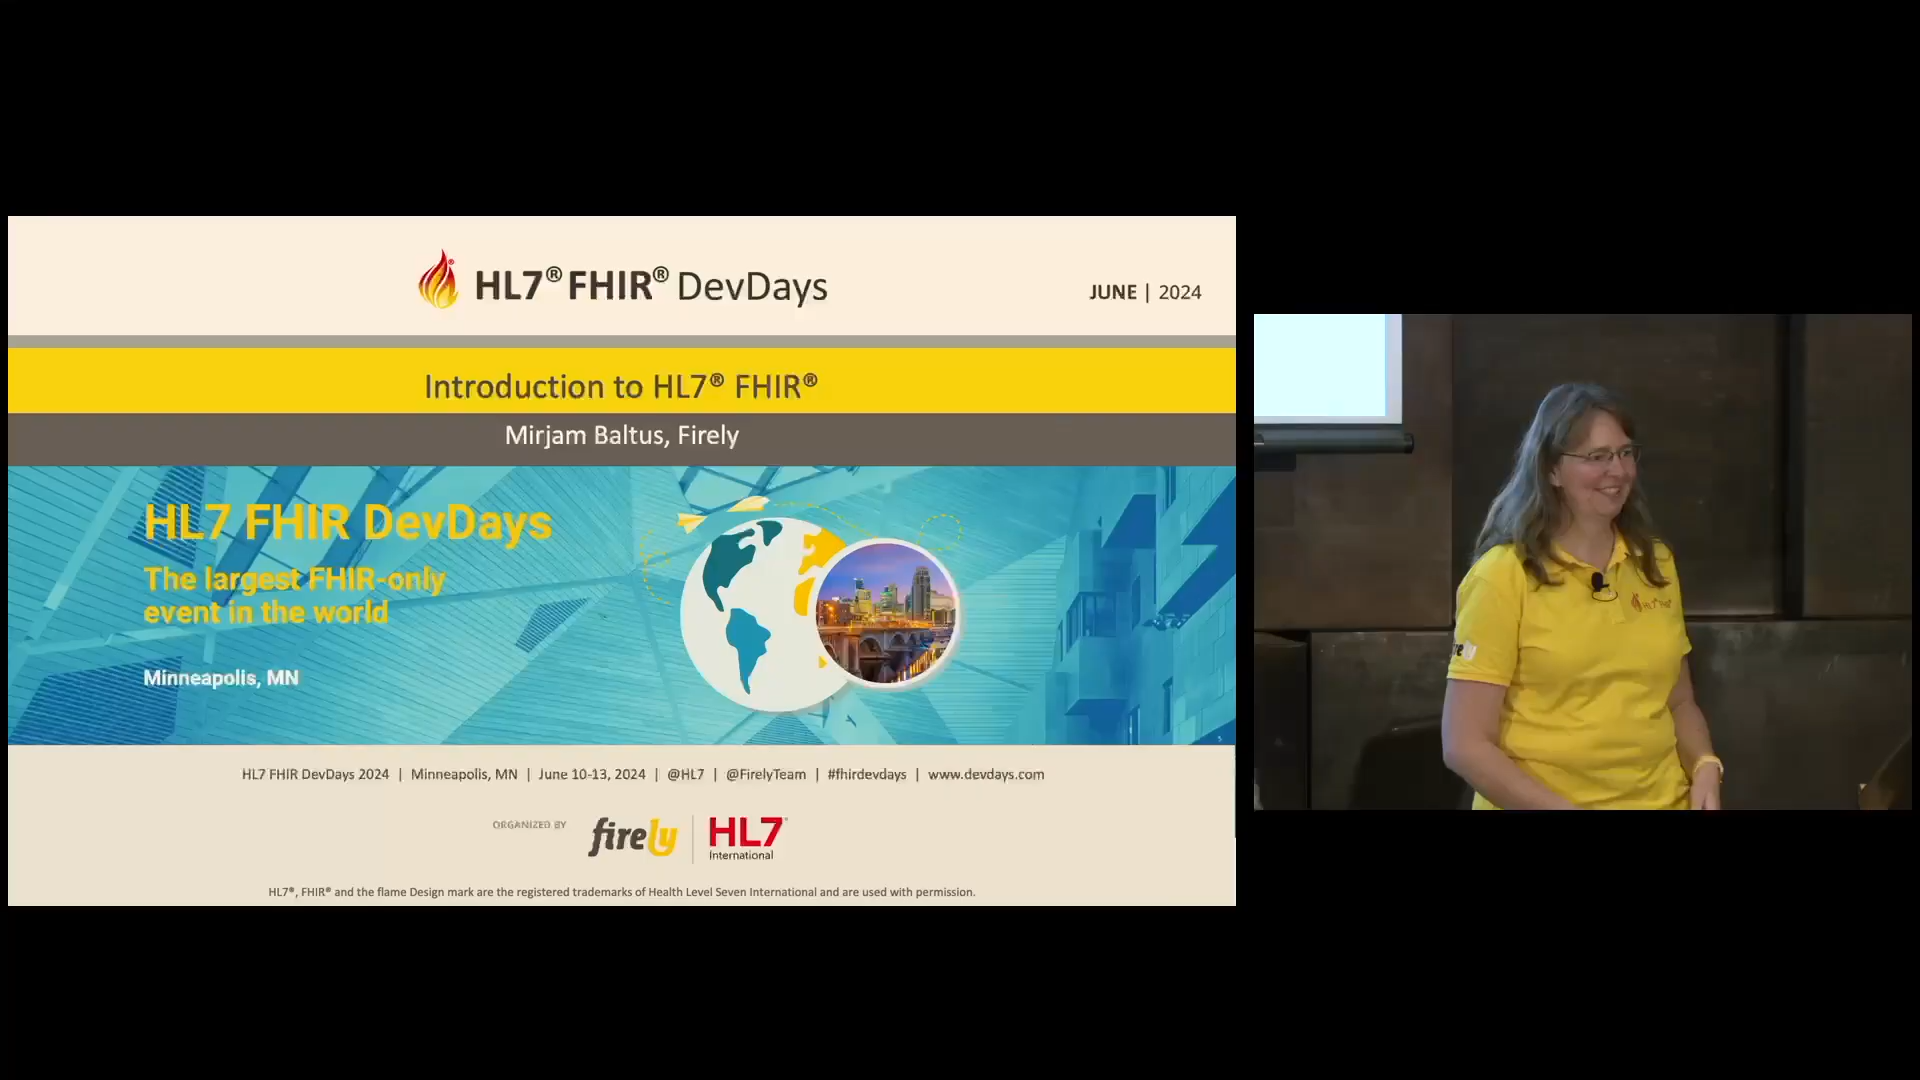 HL7® FHIR® DevDays
JUNE | 2024
Introduction to HL7® FHIR®
Mirjam Baltus, Firely
HL7 FHIR DevDays
The largest FHIR-only
event in the world
Minneapolis, MN
HL7 FHIR DevDays 2024 | Minneapolis, MN | June 10-13, 2024 | @HL7 | @FirelyTeam | #fhirdevdays | www.devdays.com
ORGANIZED BY
firely
HL7®
International
HL7®, FHIR® and the flame Design mark are the registered trademarks of Health Level Seven International and are used with permission.